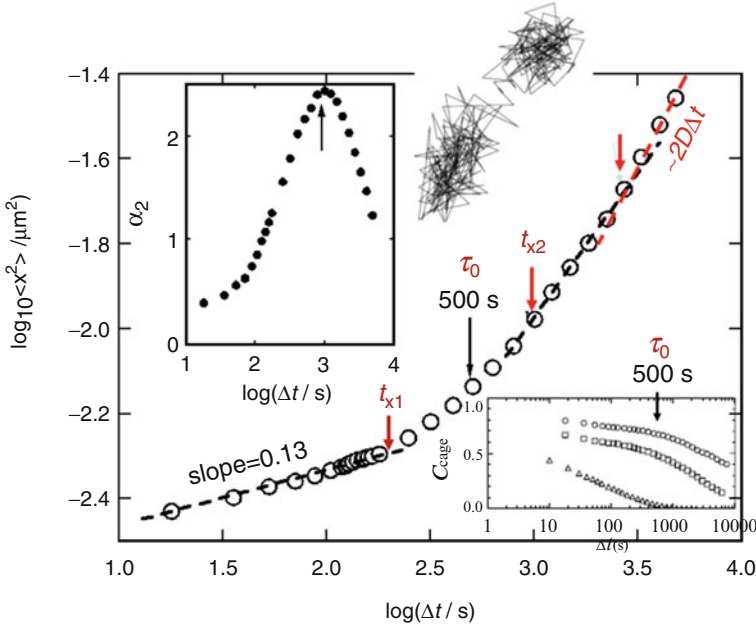 −1.4
−1.6
−1.8
−2.0
−2.2
−2.4
log₁₀<x²> /μm²>
2
1
0
α₂
1 2 3 4
log(Δt / s)
~2DΔt
tₓ₂
τ₀
500 s
tₓ₁
slope=0.13
τ₀
500 s
1.0
0.5
0.0
C_cage
1 10 100 1000 10000
Δt(s)
1.0 1.5 2.0 2.5 3.0 3.5 4.0
log(Δt / s)